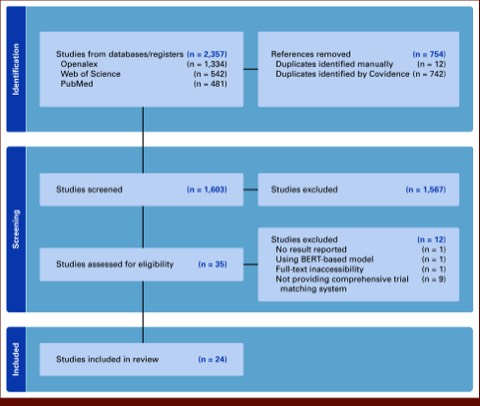 Identification
Studies from databases/registers (n = 2,357)
Openalex (n = 1,334)
Web of Science (n = 542)
PubMed (n = 481)
References removed (n = 754)
Duplicates identified manually (n = 12)
Duplicates identified by Covidence (n = 742)
Screening
Studies screened (n = 1,603)
Studies excluded (n = 1,567)
Studies assessed for eligibility (n = 35)
Studies excluded (n = 12)
No result reported (n = 1)
Using BERT-based model (n = 1)
Full-text inaccessibility (n = 1)
Not providing comprehensive trial (n = 9)
matching system
Included
Studies included in review (n = 24)